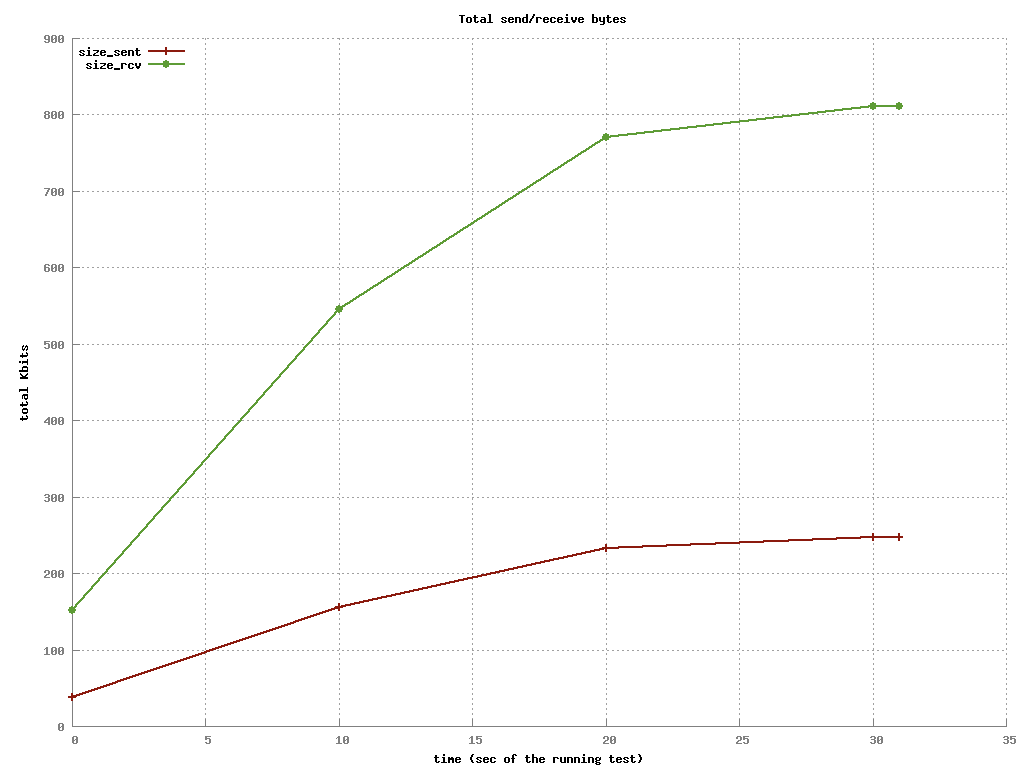 Total send/receive bytes
size_sent
size_rcv
900
800
700
600
500
400
300
200
100
0
total Kbits
0 5 10 15 20 25 30 35
time (sec of the running test)